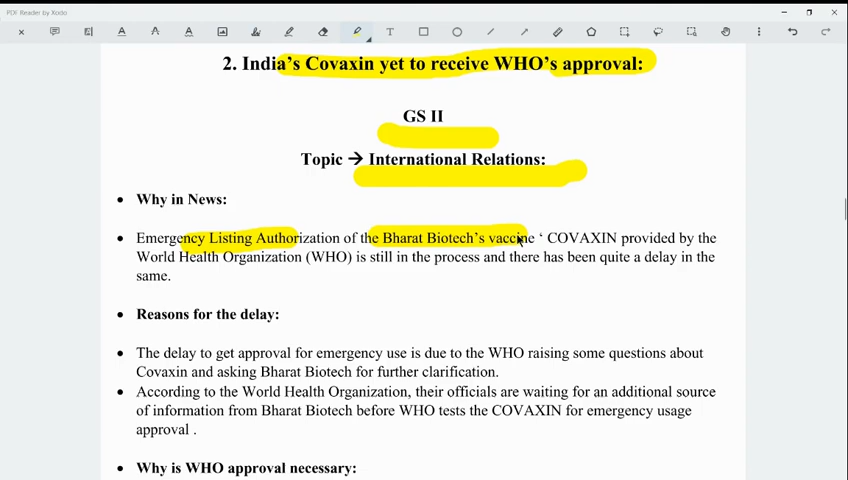 PDF Reader by Xodo
T
2. India's Covaxin yet to receive WHO's approval:
GS II
Topic → International Relations:
• Why in News:
• Emergency Listing Authorization of the Bharat Biotech's vaccine ‘ COVAXIN provided by the
World Health Organization (WHO) is still in the process and there has been quite a delay in the
same.
• Reasons for the delay:
• The delay to get approval for emergency use is due to the WHO raising some questions about
Covaxin and asking Bharat Biotech for further clarification.
• According to the World Health Organization, their officials are waiting for an additional source
of information from Bharat Biotech before WHO tests the COVAXIN for emergency usage
approval .
• Why is WHO approval necessary: